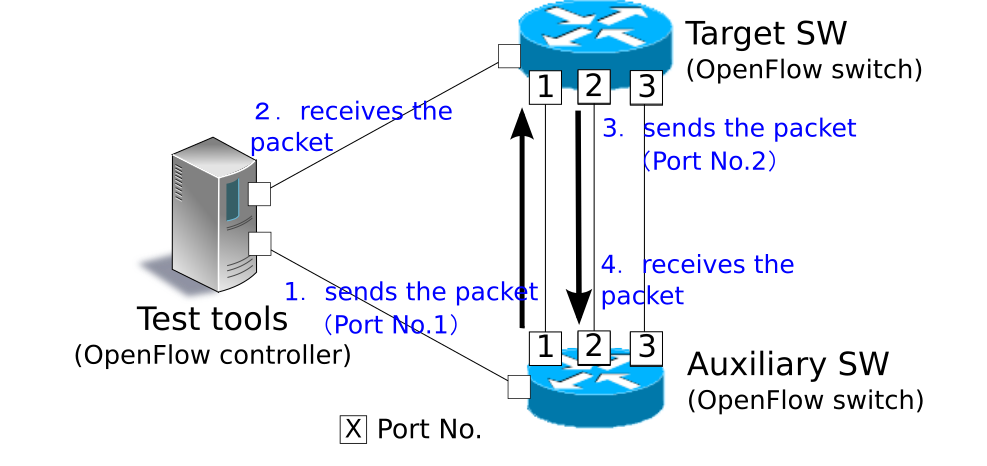 Target SW
(OpenFlow switch)
1 2 3
2. receives the
packet
3. sends the packet
(Port No.2)
4. receives the
packet
1. sends the packet
(Port No.1)
Test tools
(OpenFlow controller)
1 2 3
Auxiliary SW
(OpenFlow switch)
X Port No.